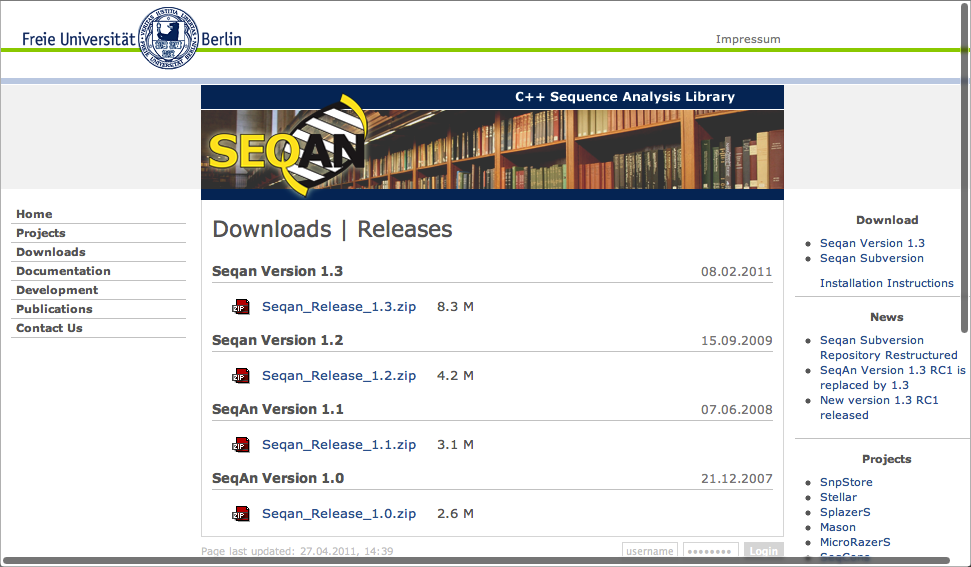 Freie Universität Berlin
Impressum
C++ Sequence Analysis Library
SEQAN
Home
Projects
Downloads
Documentation
Development
Publications
Contact Us
Downloads | Releases
Seqan Version 1.3 08.02.2011
ZIP Seqan_Release_1.3.zip 8.3 M
Seqan Version 1.2 15.09.2009
ZIP Seqan_Release_1.2.zip 4.2 M
SeqAn Version 1.1 07.06.2008
ZIP Seqan_Release_1.1.zip 3.1 M
SeqAn Version 1.0 21.12.2007
ZIP Seqan_Release_1.0.zip 2.6 M
Page last updated: 27.04.2011, 14:39
username
Login
Download
Seqan Version 1.3
Seqan Subversion
Installation Instructions
News
Seqan Subversion
Repository Restructured
SeqAn Version 1.3 RC1 is
replaced by 1.3
New version 1.3 RC1
released
Projects
SnpStore
Stellar
SplazerS
Mason
MicroRazerS
SeqCons